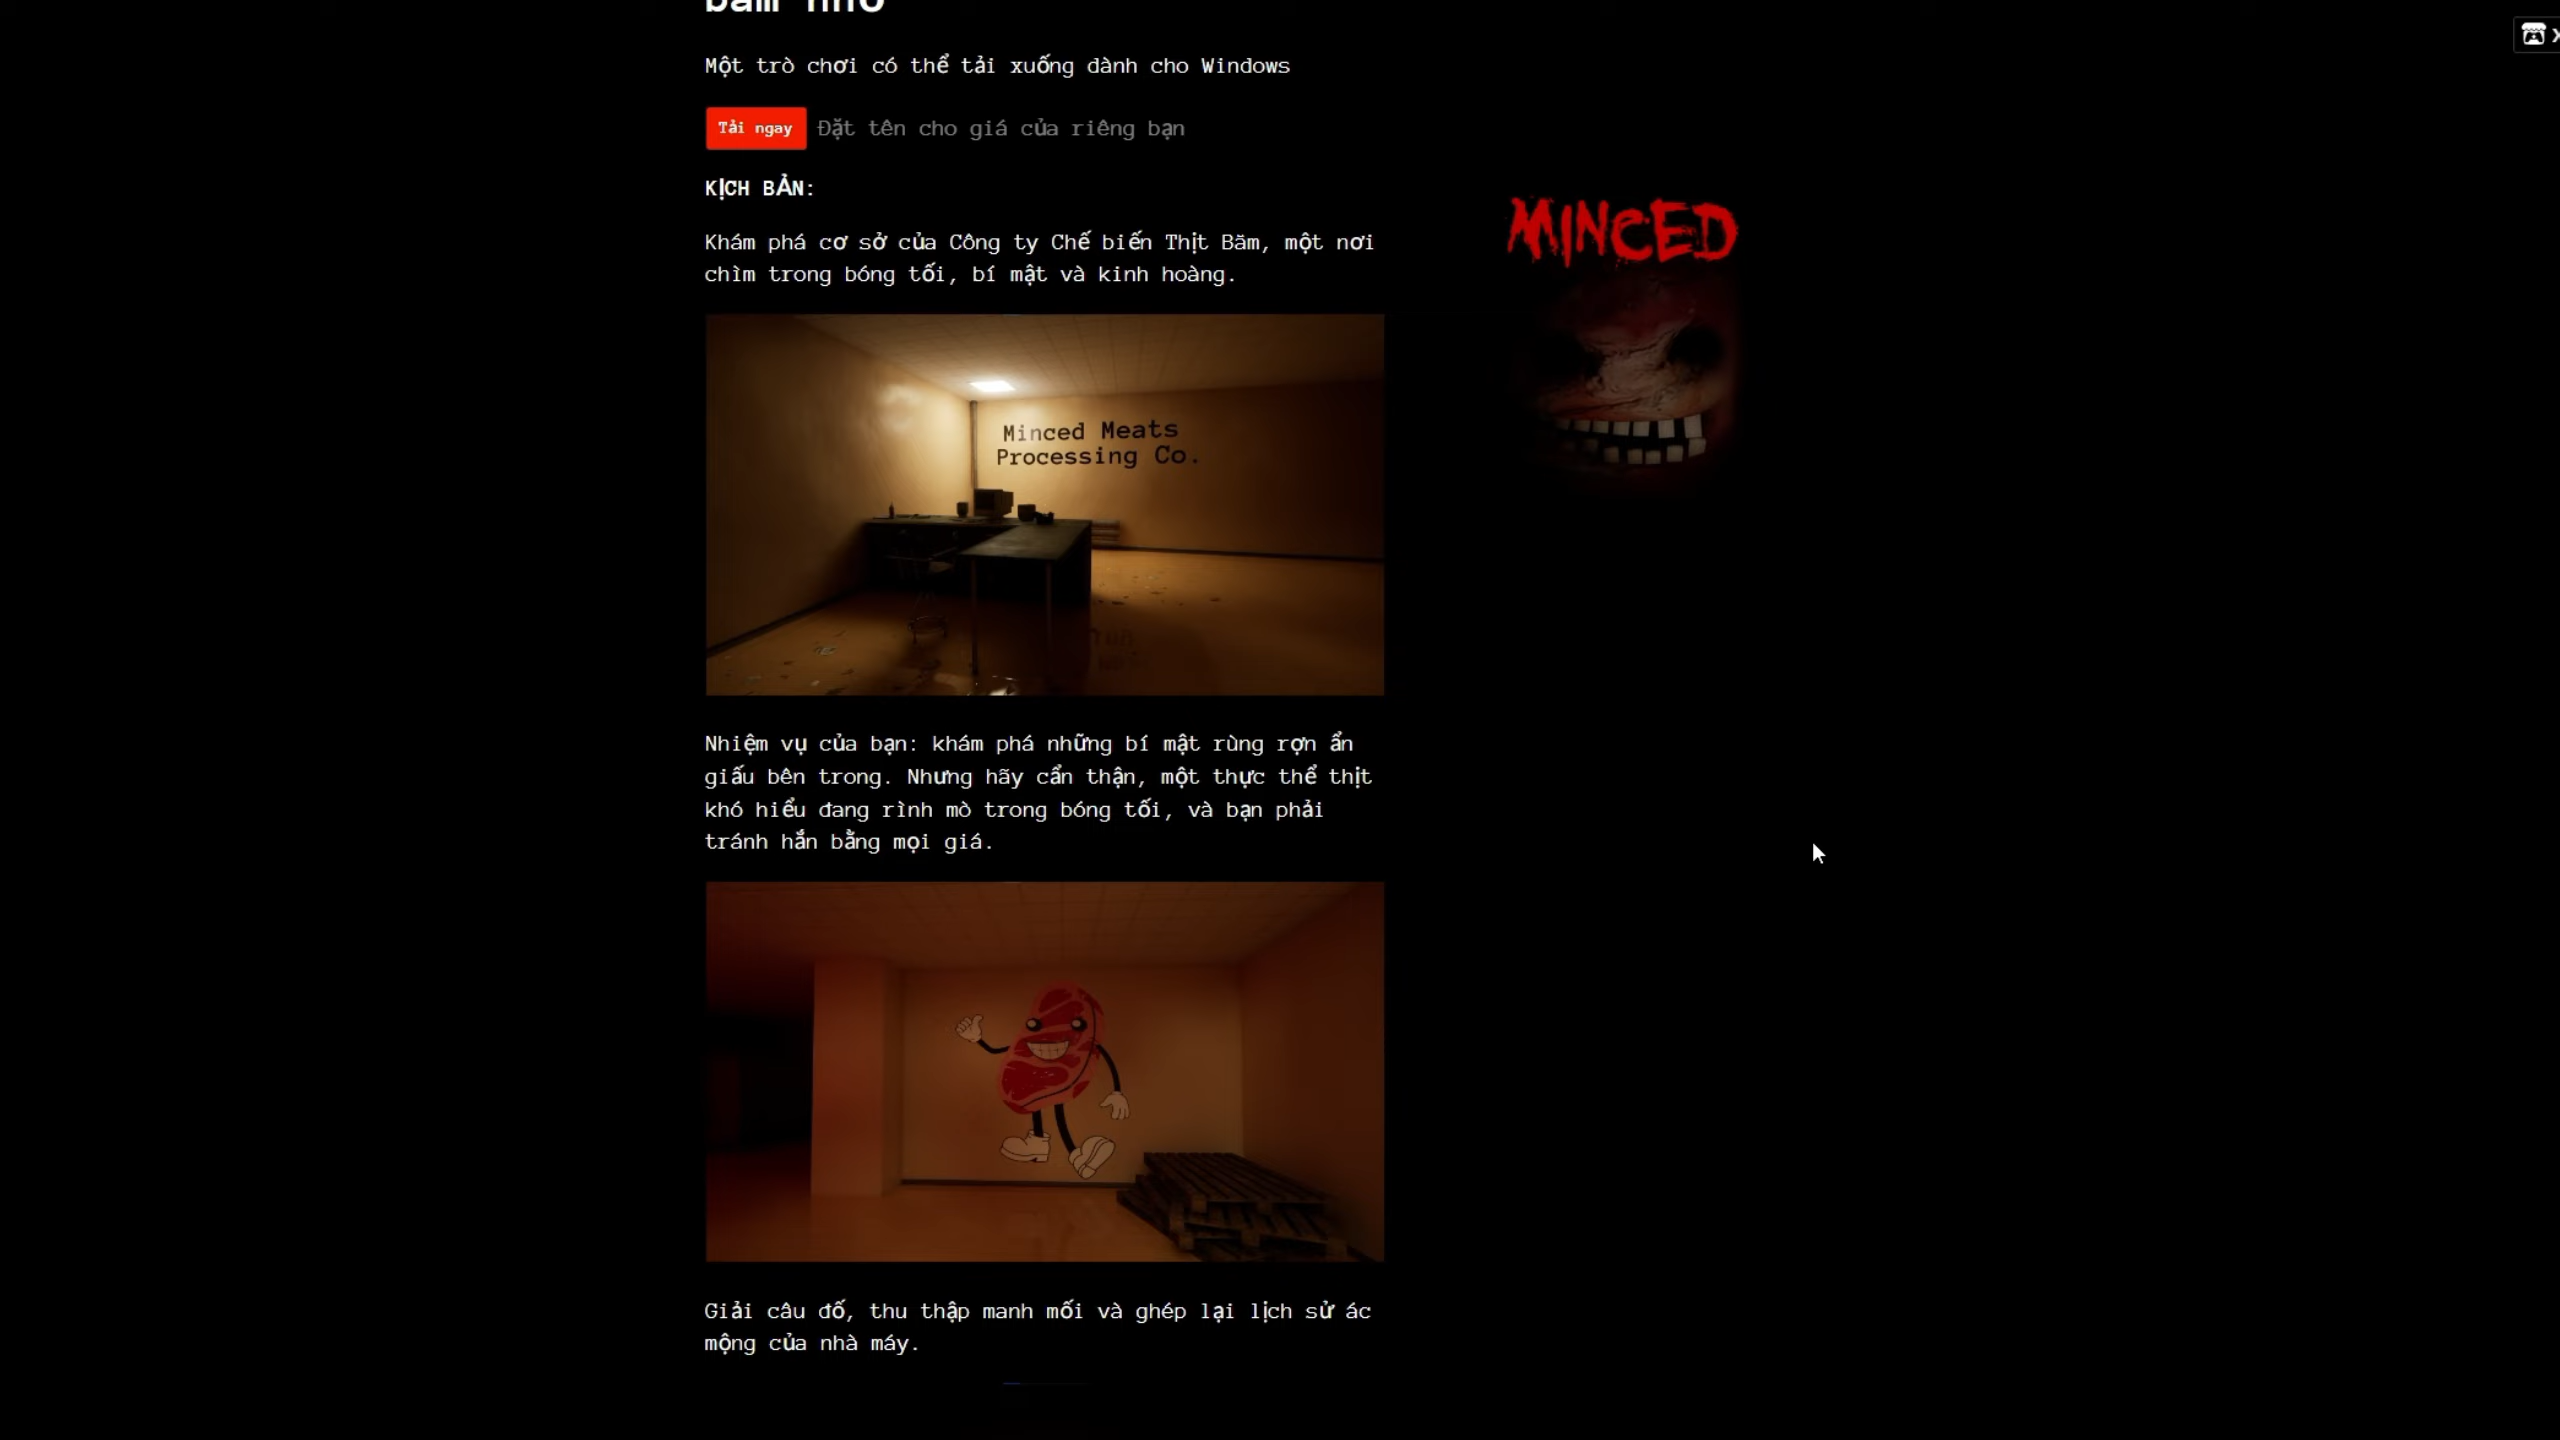 băm nhỏ
Một trò chơi có thể tải xuống dành cho Windows
Tải ngay Đặt tên cho giá của riêng bạn
KỊCH BẢN:
Khám phá cơ sở của Công ty Chế biến Thịt Băm, một nơi
chìm trong bóng tối, bí mật và kinh hoàng.
MINCED
Minced Meats
Processing Co.
Nhiệm vụ của bạn: khám phá những bí mật rùng rợn ẩn
giấu bên trong. Nhưng hãy cẩn thận, một thực thể thịt
khó hiểu đang rình mò trong bóng tối, và bạn phải
tránh hắn bằng mọi giá.
Giải câu đố, thu thập manh mối và ghép lại lịch sử ác
mộng của nhà máy.